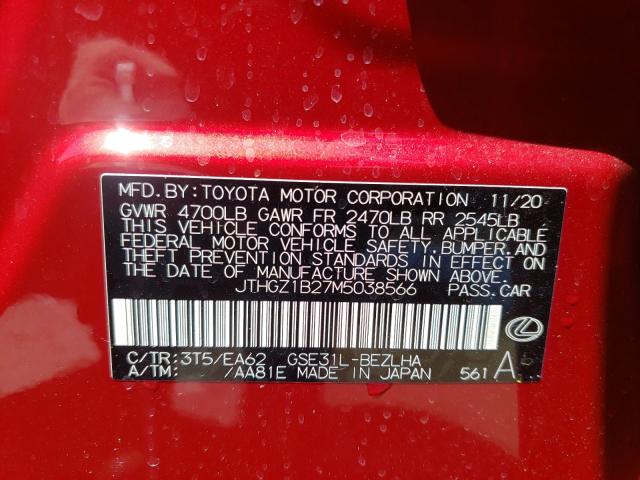 MFD.BY:TOYOTA MOTOR CORPORATION 11/20
GVWR 4700LB GAWR FR 2470LB RR 2545LB
THIS VEHICLE CONFORMS TO ALL APPLICABLE
FEDERAL MOTOR VEHICLE SAFETY,BUMPER,AND
THEFT PREVENTION STANDARDS IN EFFECT ON
THE DATE OF MANUFACTURE SHOWN ABOVE.
JTHGZ1B27M5038566 PASS.CAR
C/TR:3T5/EA62 GSE31L-BEZLHA
A/TM: /AA81E MADE IN JAPAN 561 A